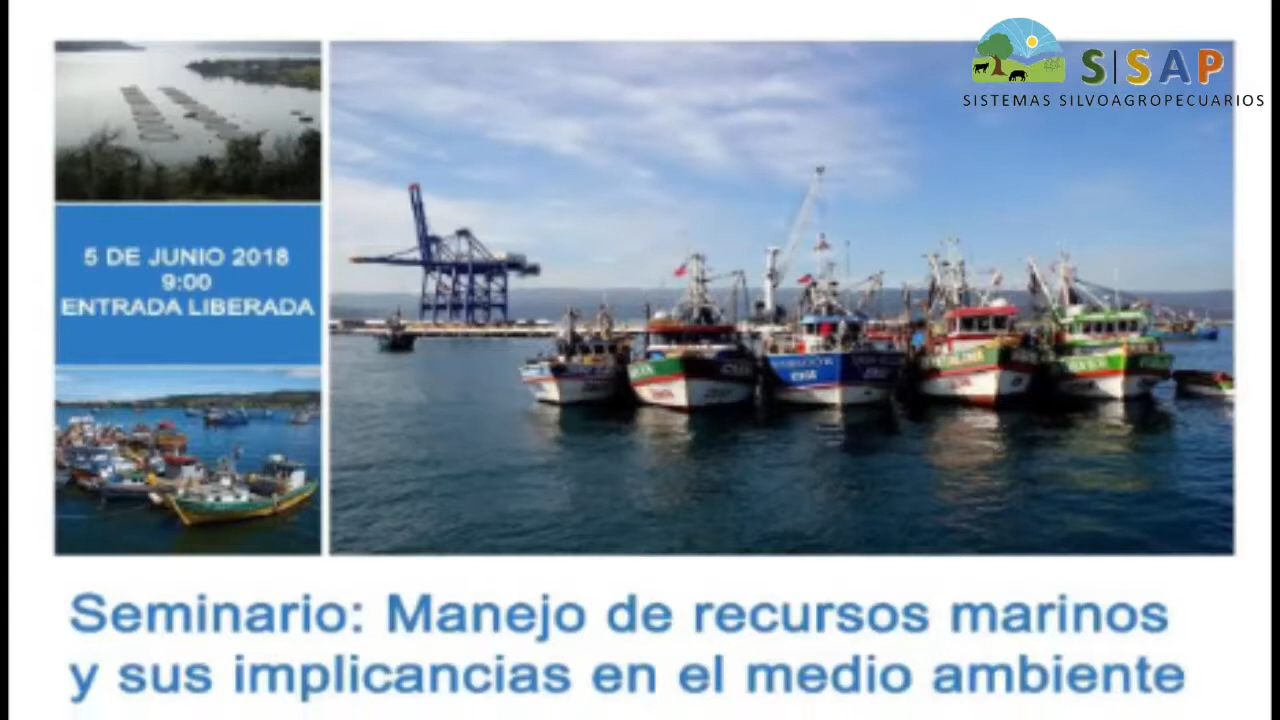 SISAP
SISTEMAS SILVOAGROPECUARIOS
5 DE JUNIO 2018
9:00
ENTRADA LIBERADA
Seminario: Manejo de recursos marinos
y sus implicancias en el medio ambiente